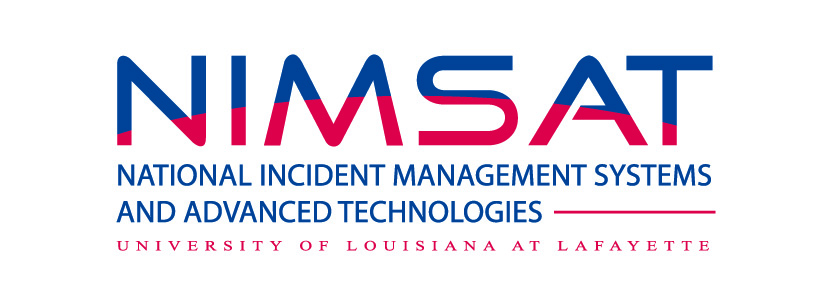 NIMSAT
NATIONAL INCIDENT MANAGEMENT SYSTEMS
AND ADVANCED TECHNOLOGIES
UNIVERSITY OF LOUISIANA AT LAFAYETTE